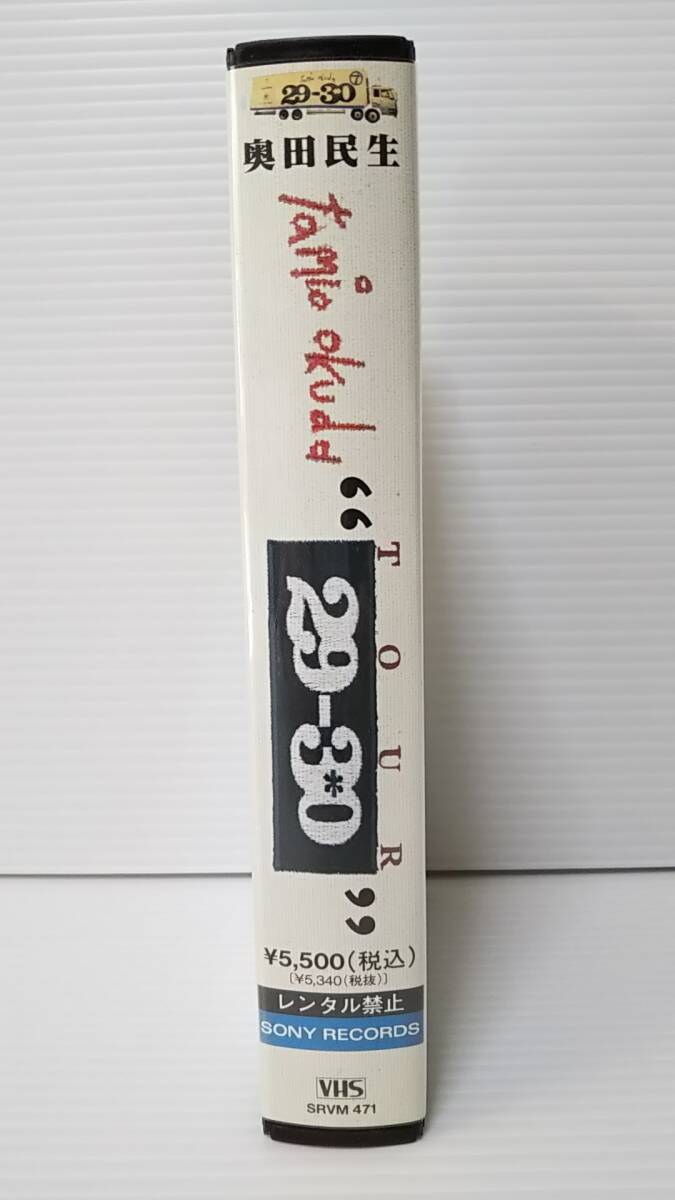 29-30
奥田民生
tamio okuda
“TOUR
29-30”
¥5,500(税込)
[¥5,340(税抜)]
レンタル禁止
SONY RECORDS
VHS
SRVM 471